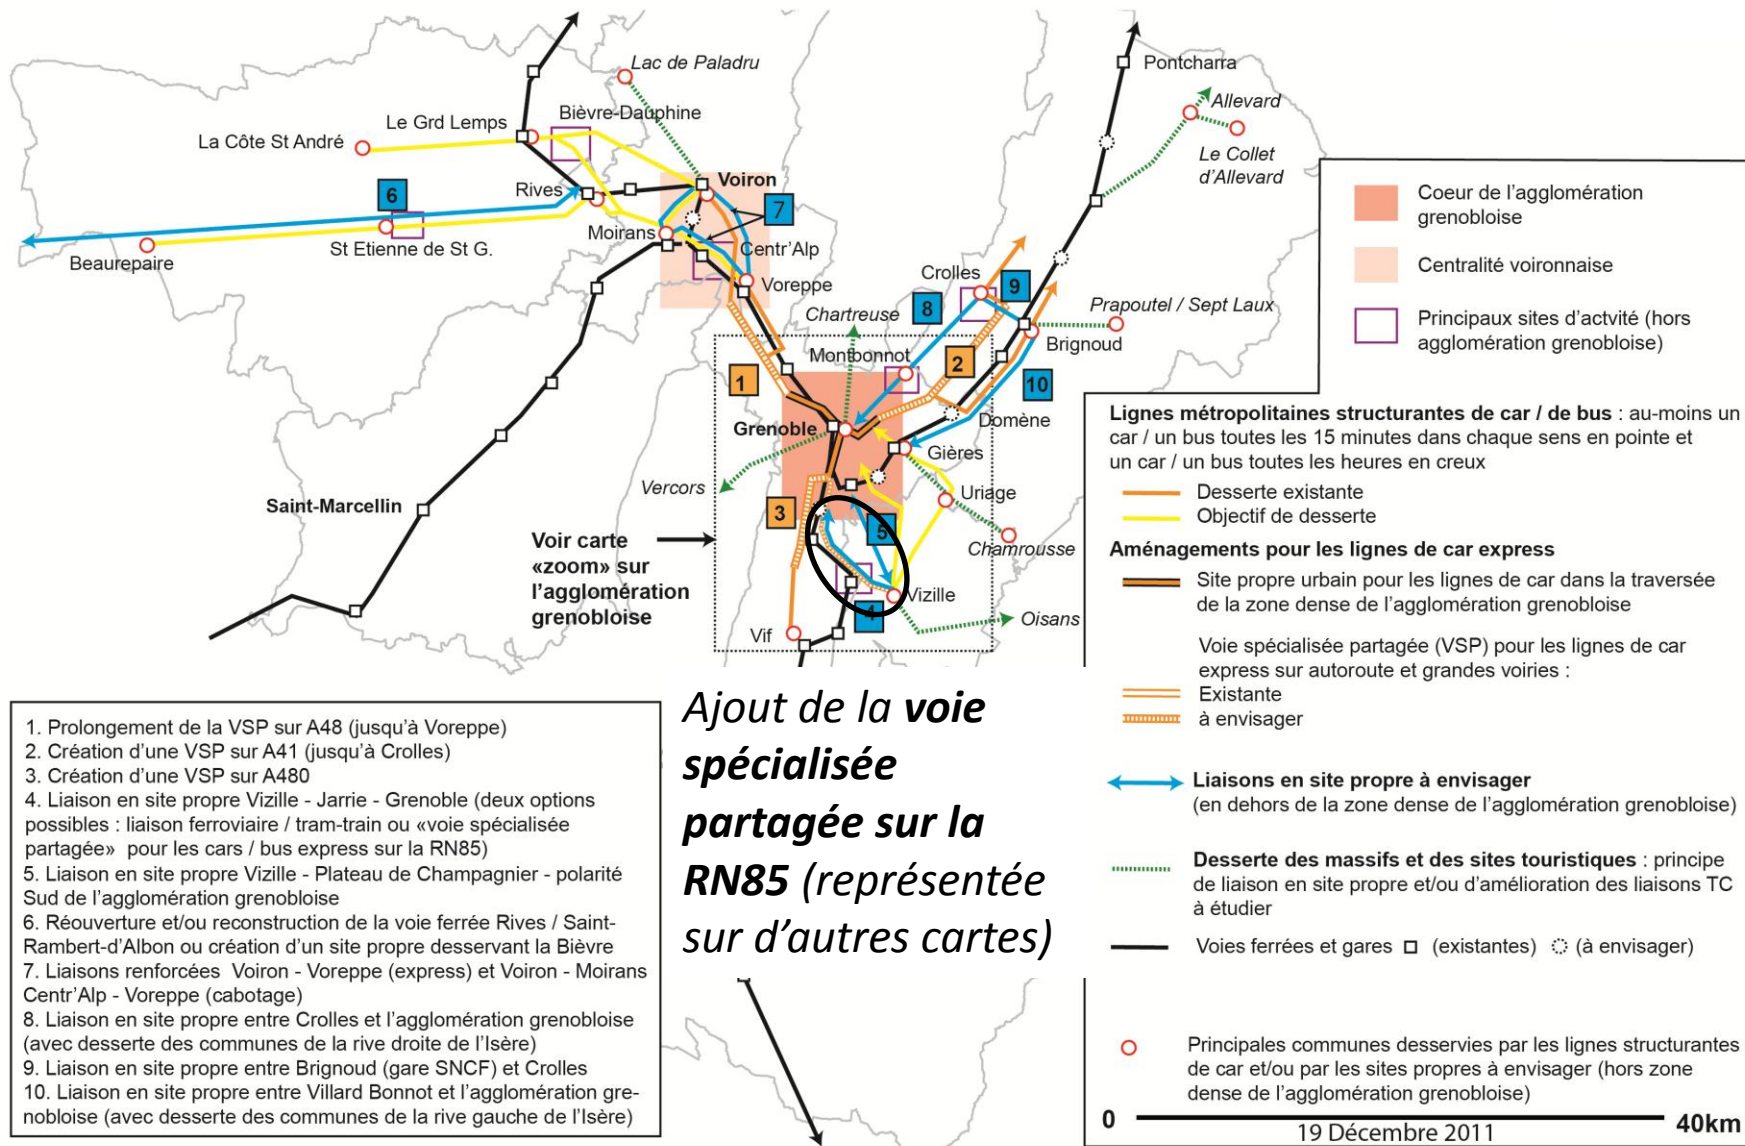 Lac de Paladru
Pontcharra
Bièvre-Dauphine
Allevard
Le Grd Lemps
La Côte St André
Le Collet
d'Allevard
Voiron
Rives
6
7
Moirans
Centr'Alp
St Etienne de St G.
Beaurepaire
Voreppe
Crolles
9
Prapoutel / Sept Laux
8
Chartreuse
Brignoud
Montbonnot
2
1
10
Domène
Grenoble
Gières
Vercors
Uriage
Saint-Marcellin
3
5
Chamrousse
Voir carte
«zoom» sur
l'agglomération
grenobloise
Vizille
4
Oisans
Vif
Coeur de l'agglomération
grenobloise
Centralité voironnaise
Principaux sites d'actvité (hors
agglomération grenobloise)
Lignes métropolitaines structurantes de car / de bus : au-moins un
car / un bus toutes les 15 minutes dans chaque sens en pointe et
un car / un bus toutes les heures en creux
Desserte existante
Objectif de desserte
Aménagements pour les lignes de car express
Site propre urbain pour les lignes de car dans la traversée
de la zone dense de l'agglomération grenobloise
Voie spécialisée partagée (VSP) pour les lignes de car
express sur autoroute et grandes voiries :
Existante
à envisager
Liaisons en site propre à envisager
(en dehors de la zone dense de l'agglomération grenobloise)
Desserte des massifs et des sites touristiques : principe
de liaison en site propre et/ou d'amélioration des liaisons TC
à étudier
Voies ferrées et gares (existantes) (à envisager)
Principales communes desservies par les lignes structurantes
de car et/ou par les sites propres à envisager (hors zone
dense de l'agglomération grenobloise)
0 40km
19 Décembre 2011
1. Prolongement de la VSP sur A48 (jusqu'à Voreppe)
2. Création d'une VSP sur A41 (jusqu'à Crolles)
3. Création d'une VSP sur A480
4. Liaison en site propre Vizille - Jarrie - Grenoble (deux options
possibles : liaison ferroviaire / tram-train ou «voie spécialisée
partagée» pour les cars / bus express sur la RN85)
5. Liaison en site propre Vizille - Plateau de Champagnier - polarité
Sud de l'agglomération grenobloise
6. Réouverture et/ou reconstruction de la voie ferrée Rives / Saint-
Rambert-d'Albon ou création d'un site propre desservant la Bièvre
7. Liaisons renforcées Voiron - Voreppe (express) et Voiron - Moirans
Centr'Alp - Voreppe (cabotage)
8. Liaison en site propre entre Crolles et l'agglomération grenobloise
(avec desserte des communes de la rive droite de l'Isère)
9. Liaison en site propre entre Brignoud (gare SNCF) et Crolles
10. Liaison en site propre entre Villard Bonnot et l'agglomération gre-
nobloise (avec desserte des communes de la rive gauche de l'Isère)
Ajout de la voie
spécialisée
partagée sur la
RN85 (représentée
sur d'autres cartes)